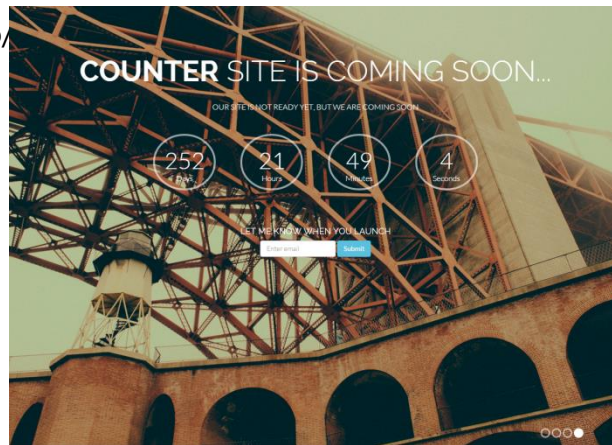 COUNTER SITE IS COMING SOON...
OUR SITE IS NOT READY YET, BUT WE ARE COMING SOON
252 21 49 4
Days Hours Minutes Seconds
LET ME KNOW WHEN YOU LAUNCH
Enter email Submit